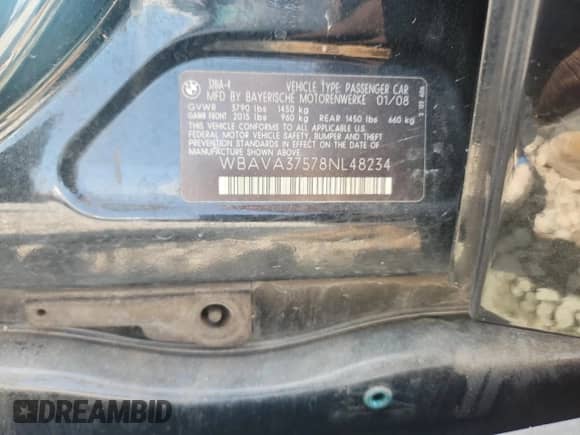 VEHICLE TYPE: PASSENGER CAR
MFD BY BAYERISCHE MOTORENWERKE 01/08
GVWR 3790 lbs 1450 kg
GAWR FRONT 2015 lbs 960 kg REAR 1450 lbs 660 kg
THIS VEHICLE CONFORMS TO ALL APPLICABLE U.S.
FEDERAL MOTOR VEHICLE SAFETY, BUMPER AND THEFT
PREVENTION STANDARDS IN EFFECT ON THE DATE OF
MANUFACTURE SHOWN ABOVE.
WBAVA37578NL48234
DREAMBID